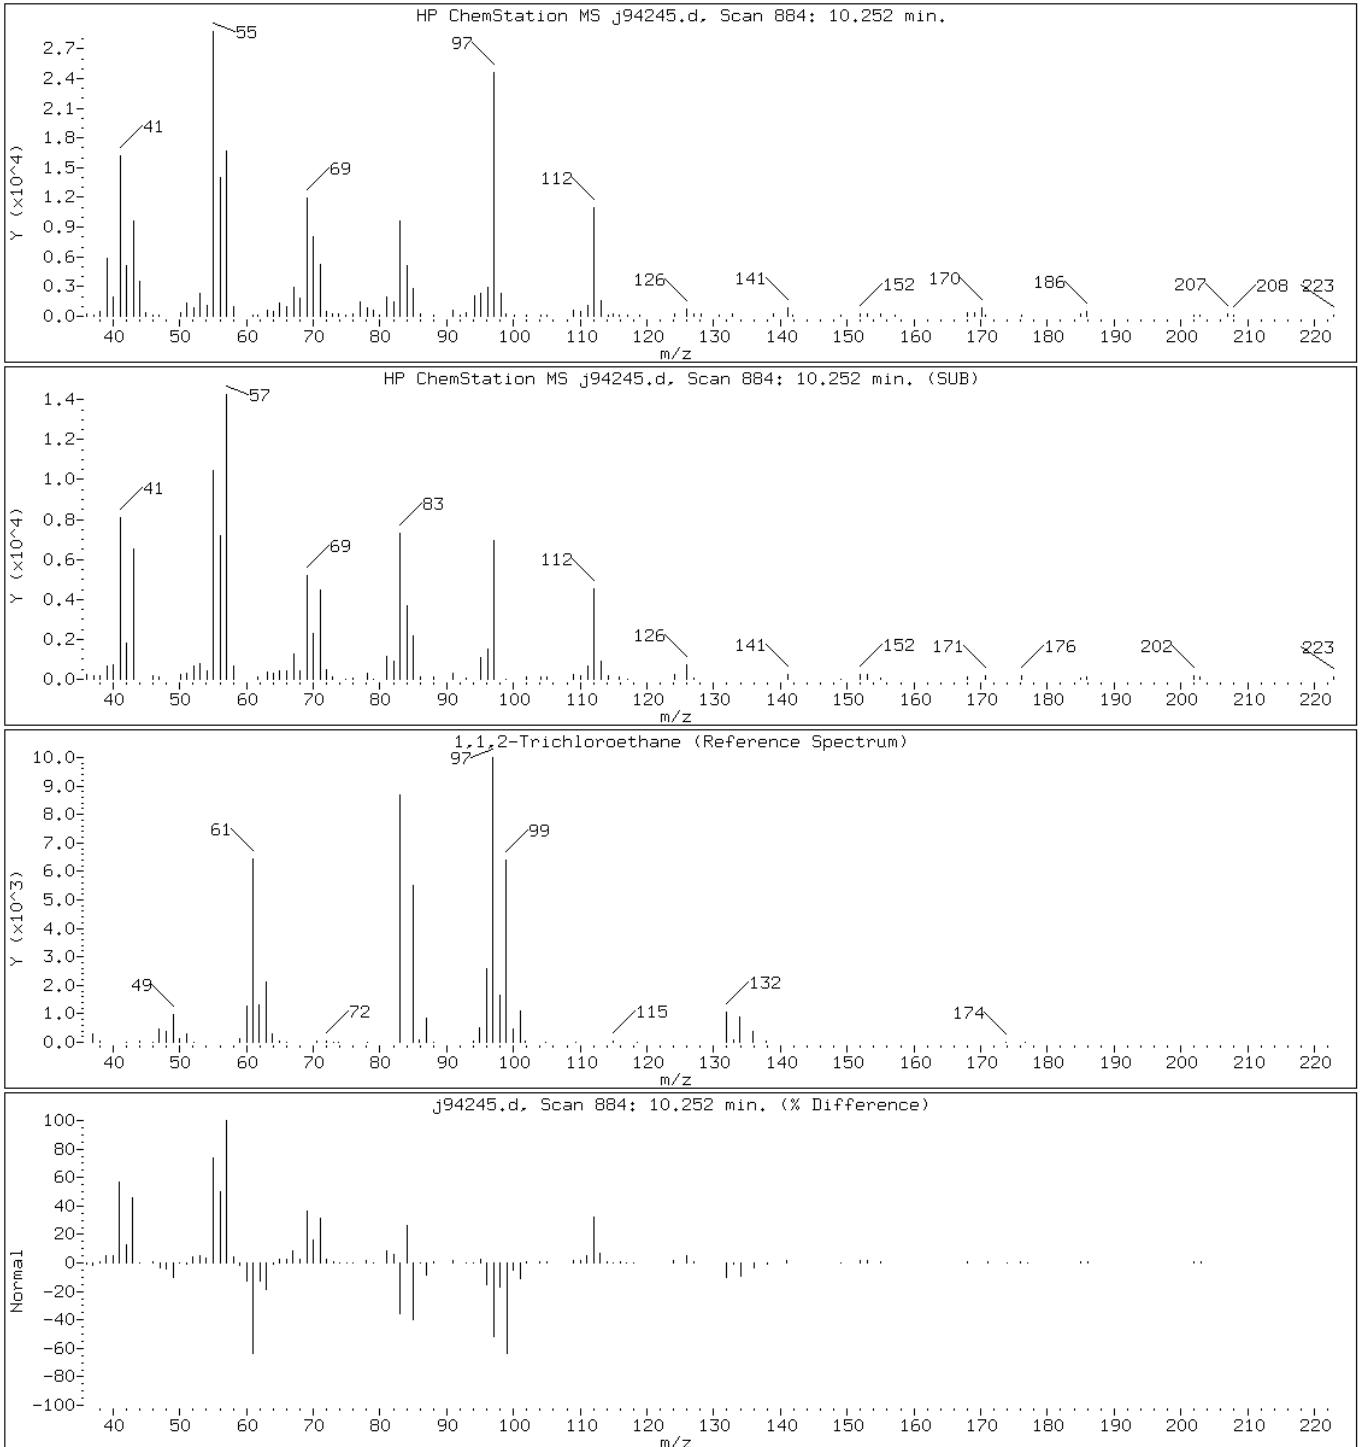 HP ChemStation MS j94245.d, Scan 884: 10.252 min.
55
97
2.7-
2.4-
2.1-
41
1.8-
69
1.5-
112
1.2-
0.9-
0.6-
126 141 152 170 186 207 208 223
0.3-
0.0-
Y (x10^4)
40 50 60 70 80 90 100 110 120 130 140 150 160 170 180 190 200 210 220
m/z
HP ChemStation MS j94245.d, Scan 884: 10.252 min. (SUB)
57
1.4-
1.2-
1.0-
41
83
0.8-
69
112
0.6-
0.4-
126 141 152 171 176 202 223
0.2-
0.0-
Y (x10^4)
40 50 60 70 80 90 100 110 120 130 140 150 160 170 180 190 200 210 220
m/z
1,1,2-Trichloroethane (Reference Spectrum)
97
10.0-
9.0-
8.0-
61 99
7.0-
6.0-
5.0-
4.0-
3.0-
49 132
2.0-
72 115 174
1.0-
0.0-
Y (x10^3)
40 50 60 70 80 90 100 110 120 130 140 150 160 170 180 190 200 210 220
m/z
j94245.d, Scan 884: 10.252 min. (% Difference)
100-
80-
60-
40-
20-
0-
-20-
-40-
-60-
-80-
-100-
Normal
40 50 60 70 80 90 100 110 120 130 140 150 160 170 180 190 200 210 220
m/z